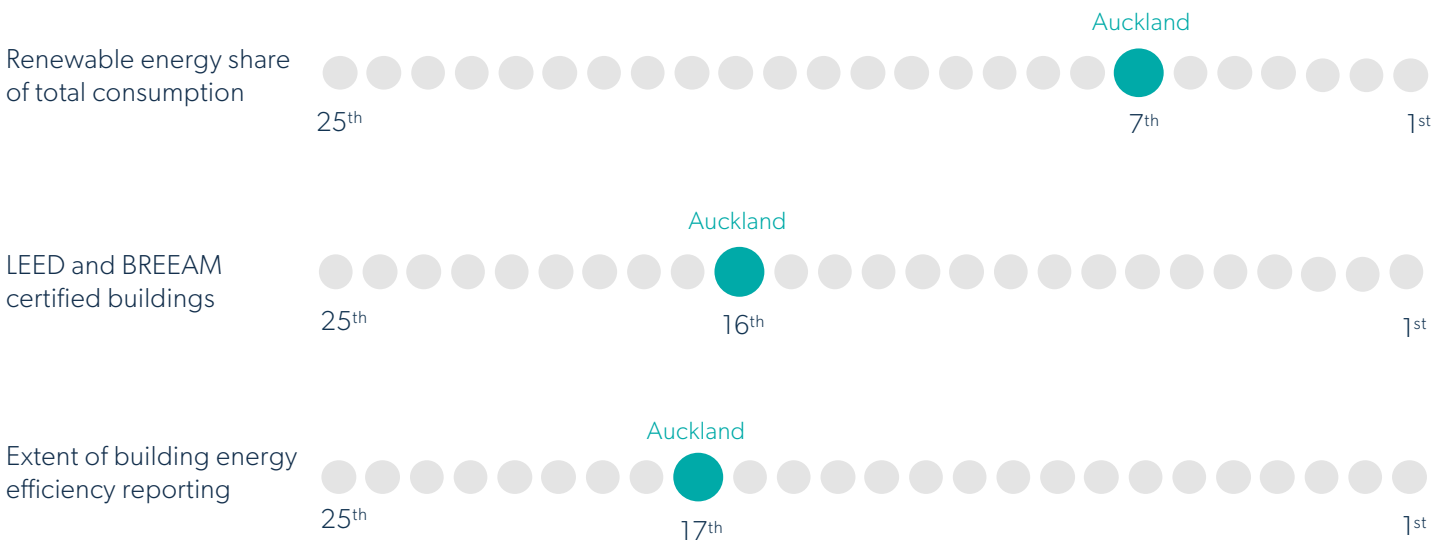 Auckland
Renewable energy share
of total consumption
25th
7th
1st
Auckland
LEED and BREEAM
certified buildings
25th
16th
1st
Auckland
Extent of building energy
efficiency reporting
25th
17th
1st